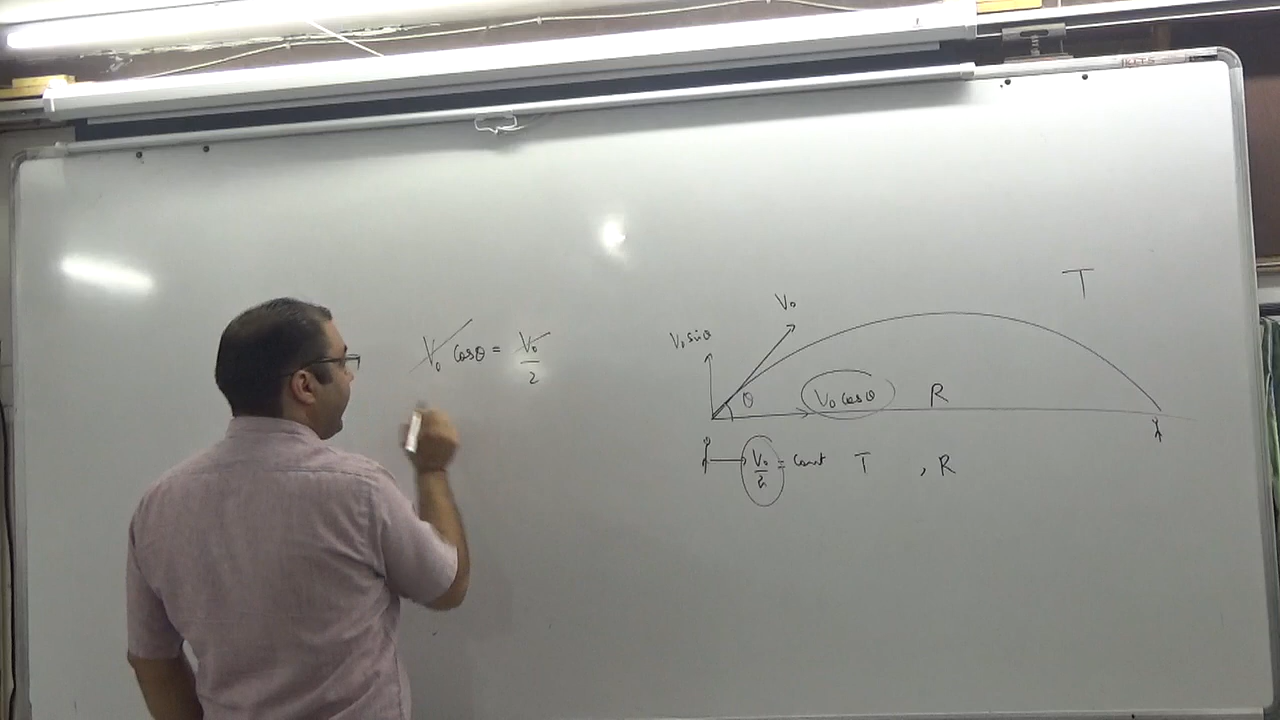 V₀ cosθ = V₀/2
T
V₀
V₀ sinθ
θ
V₀ cosθ
R
V₀/2 = const T , R